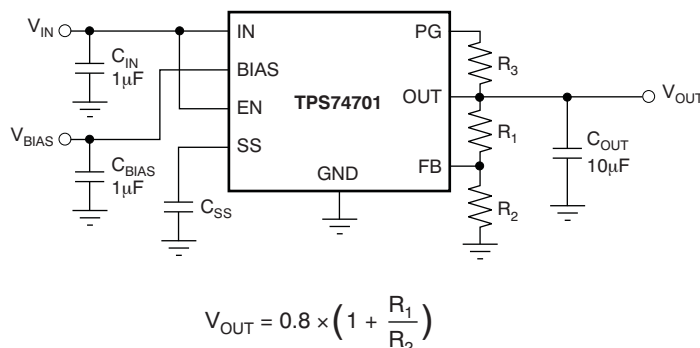 V_IN
C_IN
1µF
V_BIAS
C_BIAS
1µF
C_SS
IN
BIAS
EN
SS
TPS74701
GND
PG
OUT
FB
R_3
R_1
R_2
V_OUT
C_OUT
10µF
V_OUT = 0.8 × (1 + R_1 / R_2)